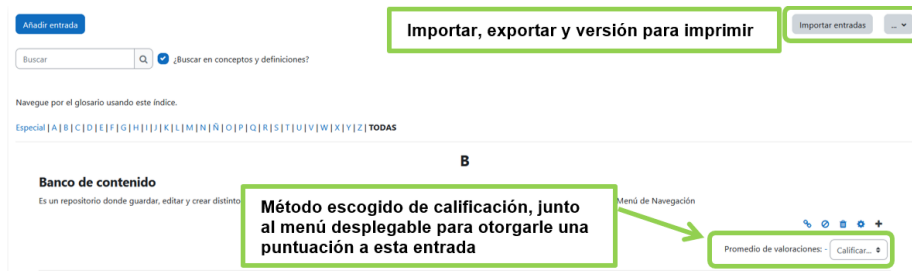 Añadir entrada
Importar, exportar y versión para imprimir
Importar entradas
...
Buscar
¿Buscar en conceptos y definiciones?
Navegue por el glosario usando este índice.
Especial | A | B | C | D | E | F | G | H | I | J | K | L | M | N | Ñ | O | P | Q | R | S | T | U | V | W | X | Y | Z | TODAS
B
Banco de contenido
Es un repositorio donde guardar, editar y crear distinto
Menú de Navegación
Método escogido de calificación, junto
al menú desplegable para otorgarle una
puntuación a esta entrada
Promedio de valoraciones: - Calificar...